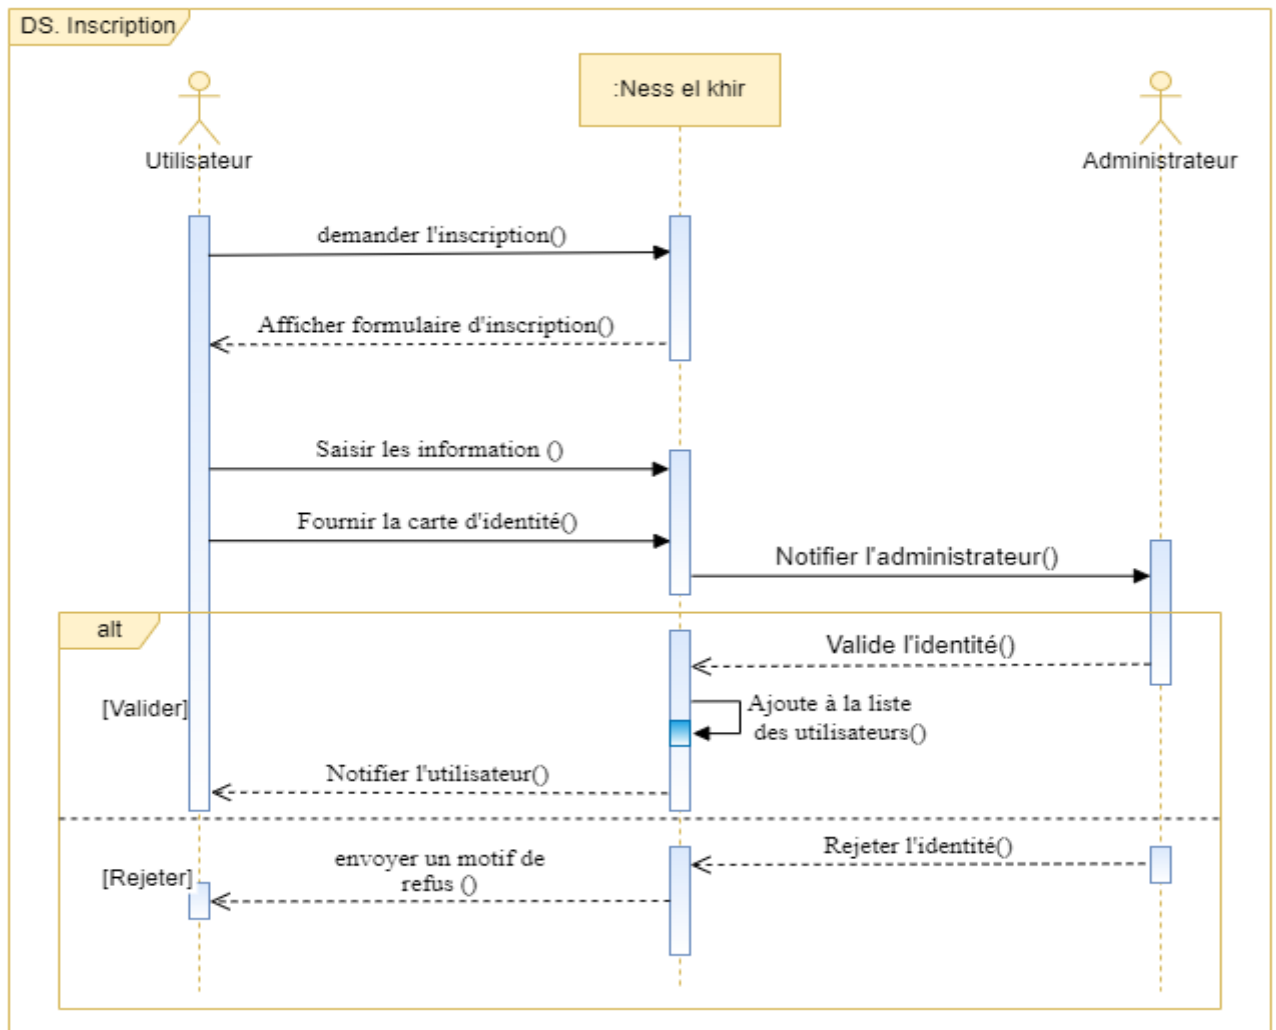 DS. Inscription
:Ness el khir
Utilisateur
Administrateur
demander l'inscription()
Afficher formulaire d'inscription()
Saisir les information ()
Fournir la carte d'identité()
Notifier l'administrateur()
alt
Valide l'identité()
[Valider]
Ajoute à la liste
des utilisateurs()
Notifier l'utilisateur()
Rejeter l'identité()
envoyer un motif de
refus ()
[Rejeter]